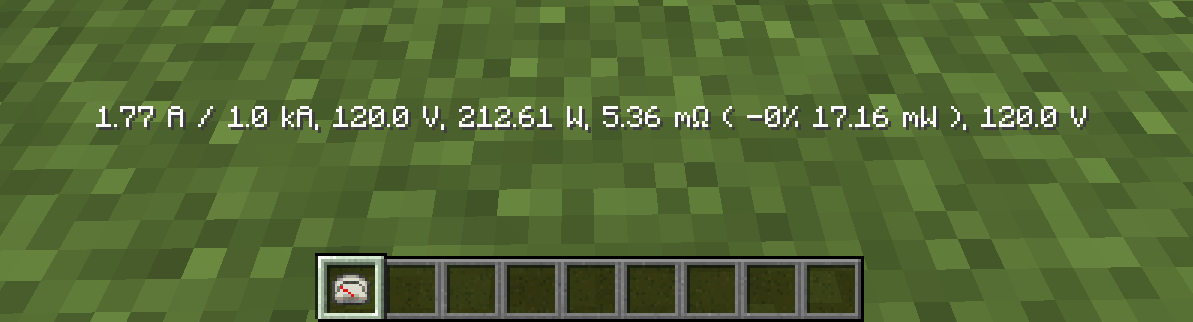 1.77 A / 1.0 kA, 120.0 V, 212.61 W, 5.36 mΩ ( -0% 17.16 mW ), 120.0 V